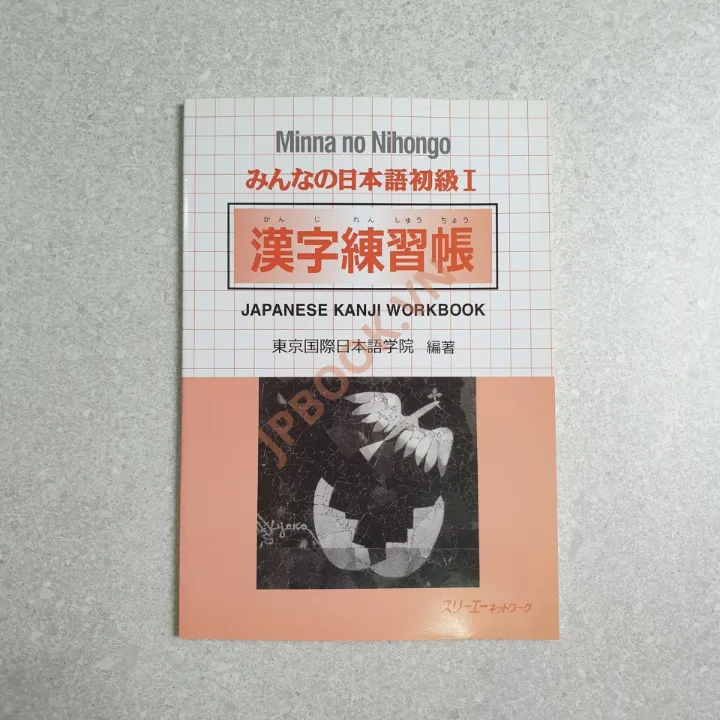 Minna no Nihongo
みんなの日本語初級 I
かん じ れん しゅう ちょう
漢字練習帳
JAPANESE KANJI WORKBOOK
東京国際日本語学院 編著
JPBOOK.VN
スリーエーネットワーク